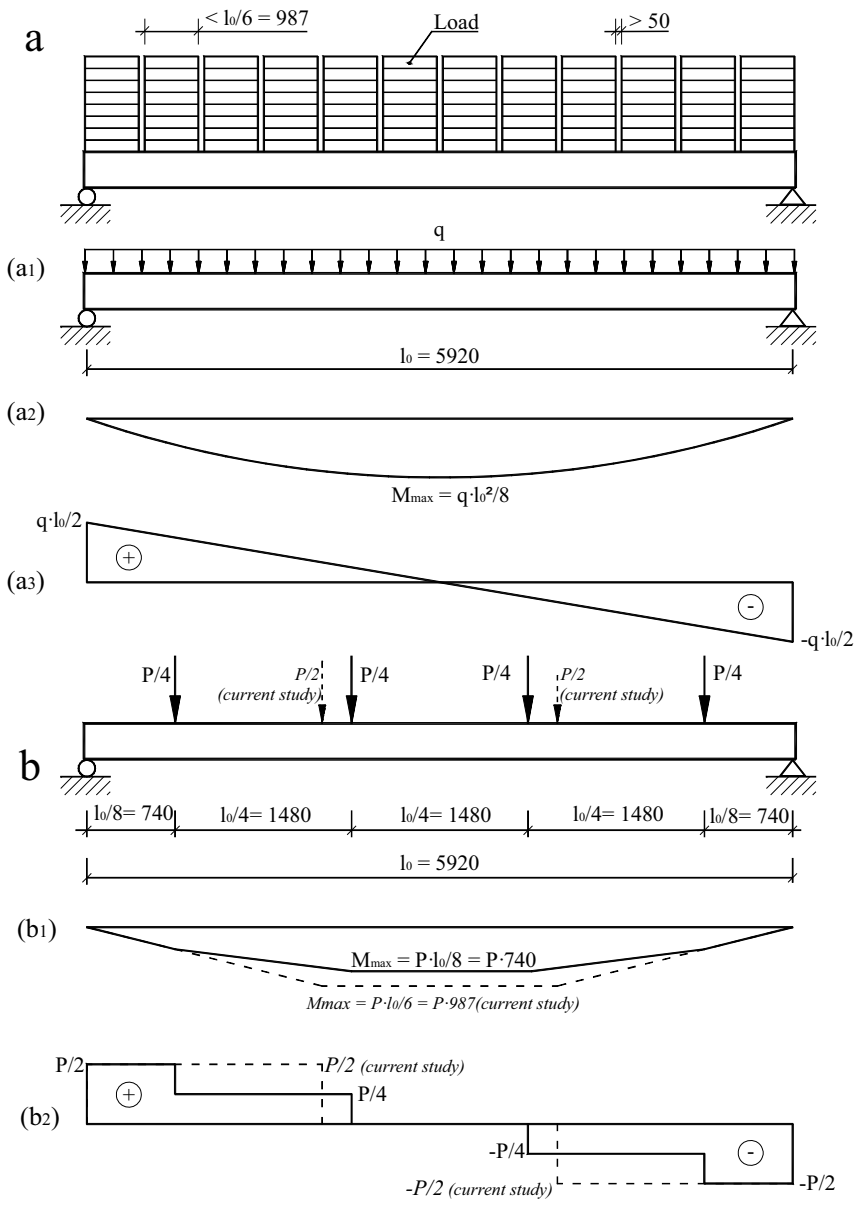 a
< l₀/6 = 987
Load
> 50
(a1)
q
l₀ = 5920
(a2)
Mmax = q·l₀²/8
q·l₀/2
+
(a3)
-
-q·l₀/2
P/4
P/2
(current study)
P/4
P/4
P/2
(current study)
P/4
b
l₀/8= 740
l₀/4= 1480
l₀/4= 1480
l₀/4= 1480
l₀/8= 740
l₀ = 5920
(b1)
Mmax = P·l₀/8 = P·740
Mmax = P·l₀/6 = P·987(current study)
P/2
P/2 (current study)
+
P/4
(b2)
-P/4
-
-P/2 (current study)
-P/2